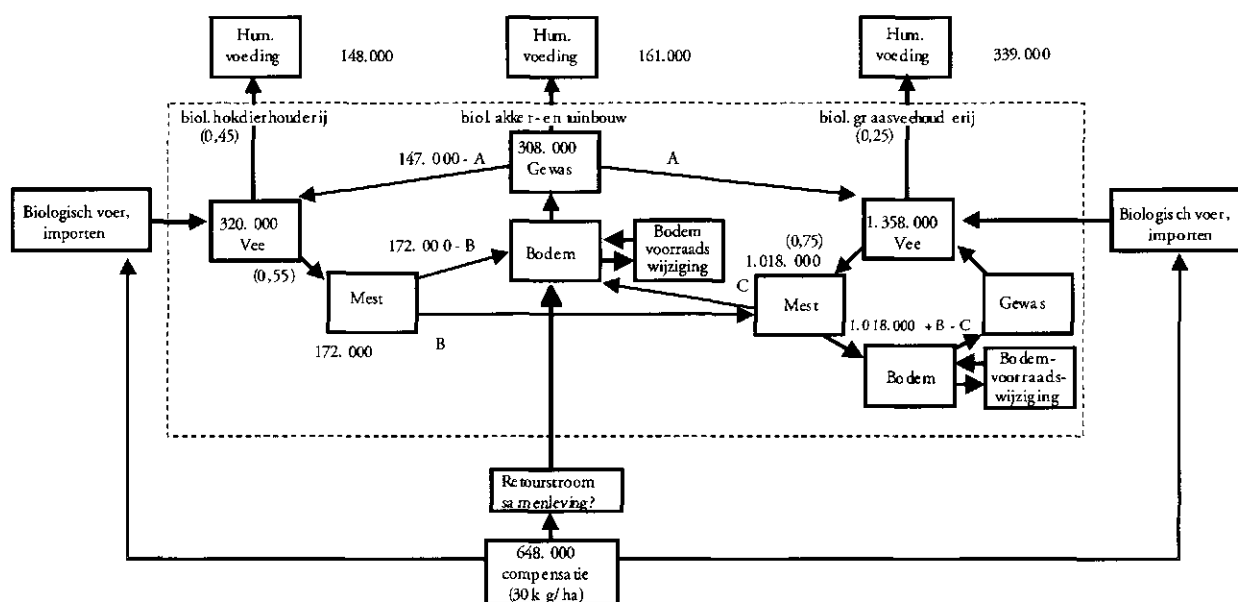 Hum.
voeding
148.000
Hum.
voeding
161.000
Hum.
voeding
339.000
biol. hokdierhouderij
(0,45)
biol. akker- en tuinbouw
biol. graasveehouderij
(0,25)
308.000
Gewas
147.000 - A
A
Biologisch voer,
importen
320.000
Vee
1.358.000
Vee
Biologisch voer,
importen
172.000 - B
Bodem
Bodem
voorraads
wijziging
(0,75)
1.018.000
(0,55)
Mest
C
Mest
Gewas
172.000
B
1.018.000 + B - C
Bodem
Bodem-
voorraads-
wijziging
Retourstroom
samenleving?
648.000
compensatie
(30 kg/ha)